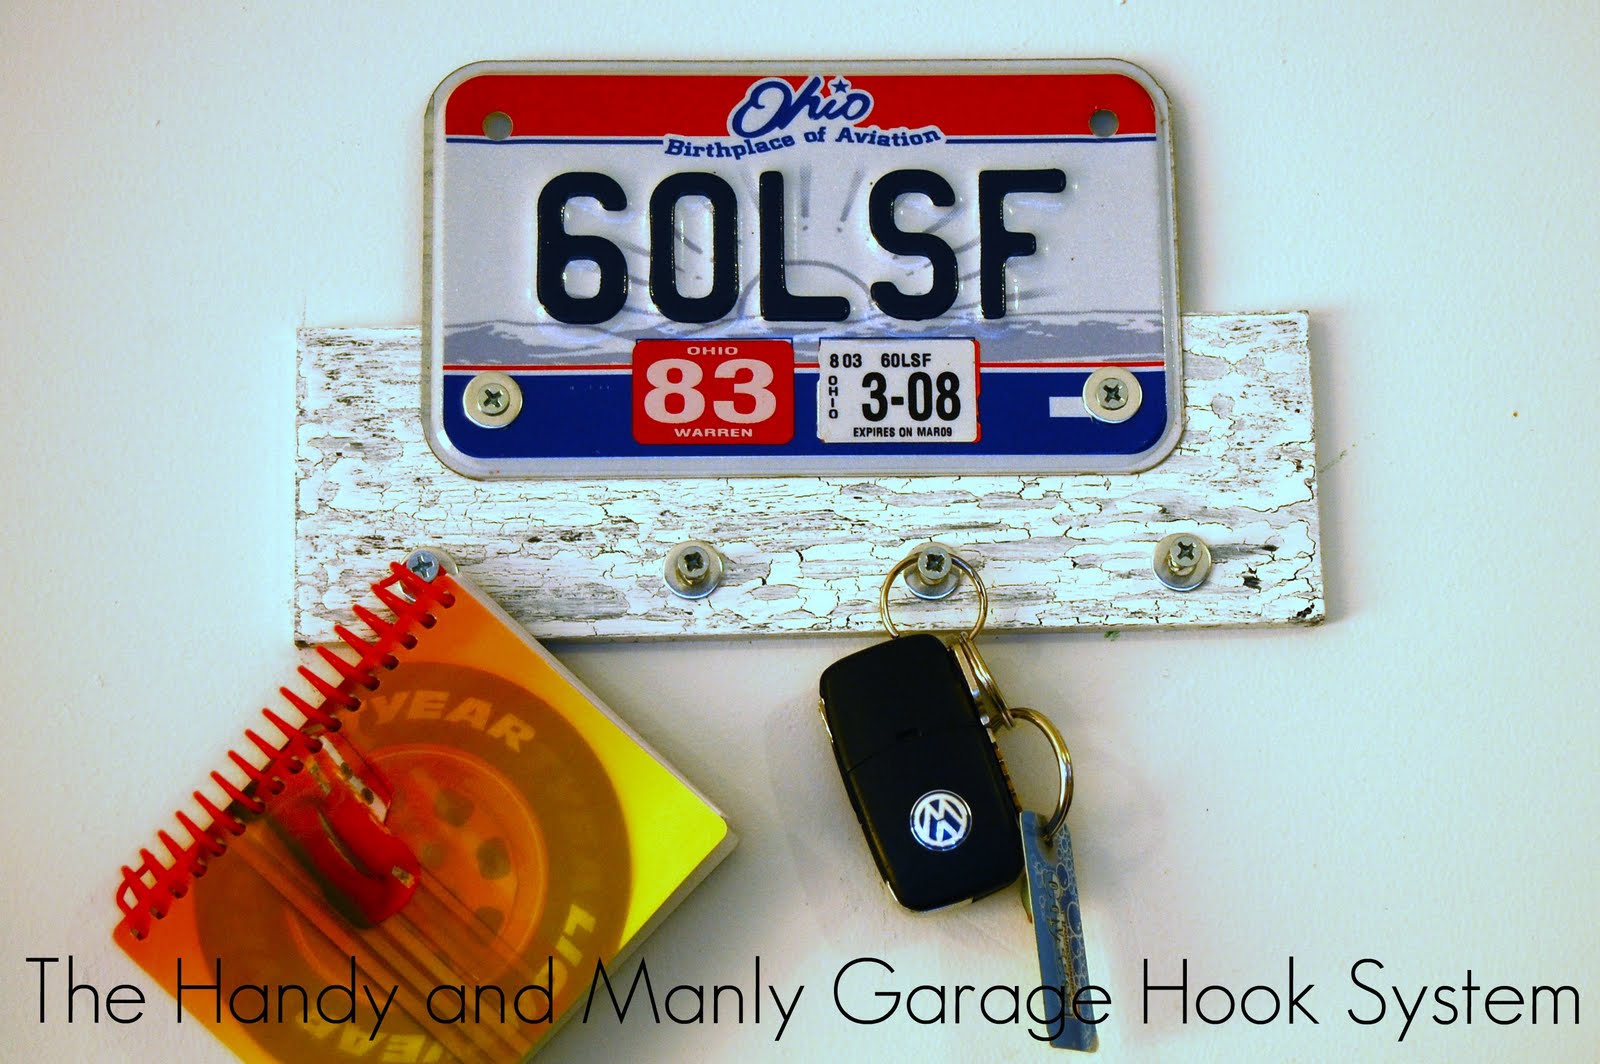 Ohio
Birthplace of Aviation
60LSF
OHIO
83
WARREN
803 60LSF
OHIO
3-08
EXPIRES ON MAR09
YEAR
The Handy and Manly Garage Hook System